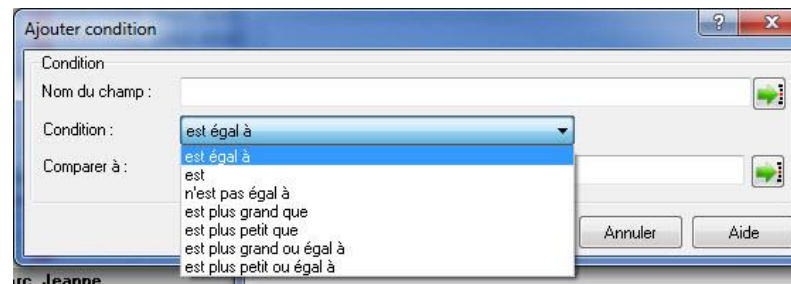 Ajouter condition
?
X
Condition
Nom du champ :
Condition :
est égal à
est égal à
est
n'est pas égal à
est plus grand que
est plus petit que
est plus grand ou égal à
est plus petit ou égal à
Comparer à :
Annuler
Aide
Jeanne